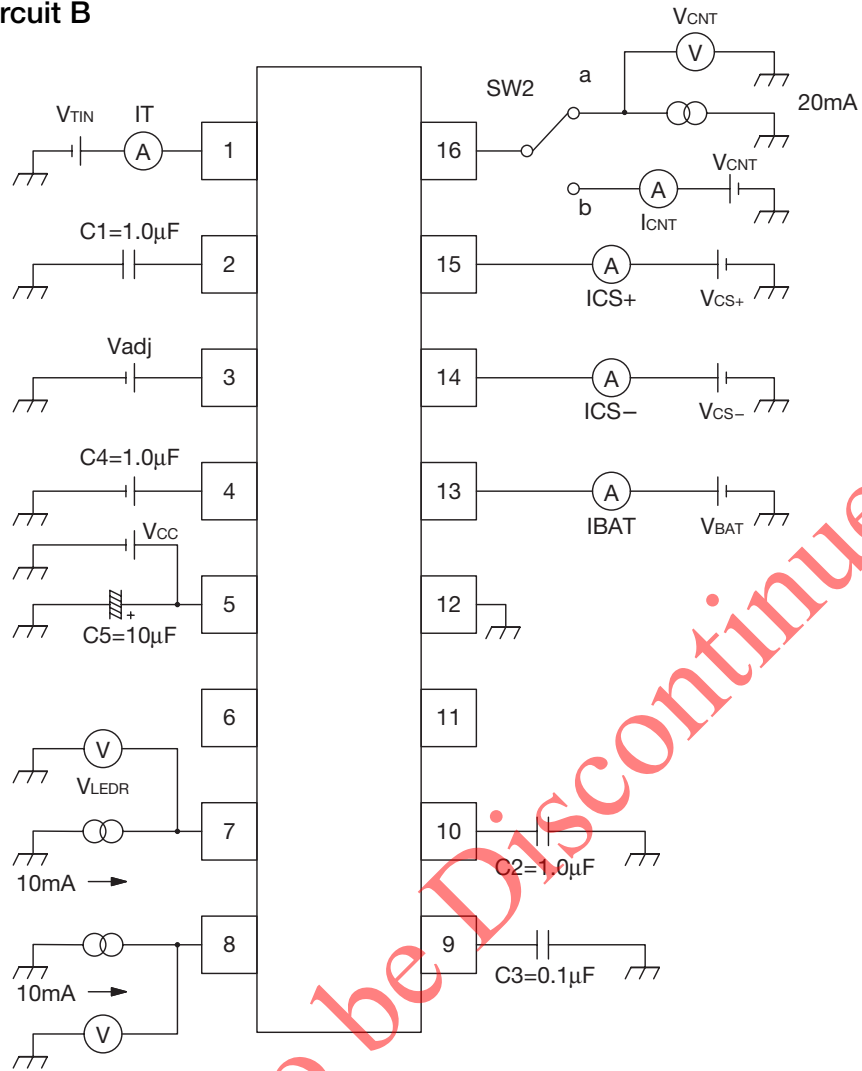 rcuit B
VCNT
V
SW2
a
20mA
VTIN
IT
A
1
16
VCNT
A
b
ICNT
C1=1.0μF
2
15
A
ICS+
VCS+
Vadj
3
14
A
ICS−
VCS−
C4=1.0μF
4
13
A
IBAT
VBAT
VCC
5
12
+
C5=10μF
6
11
V
VLEDR
7
10
10mA
C2=1.0μF
8
9
10mA
C3=0.1μF
V
o be Discontinue